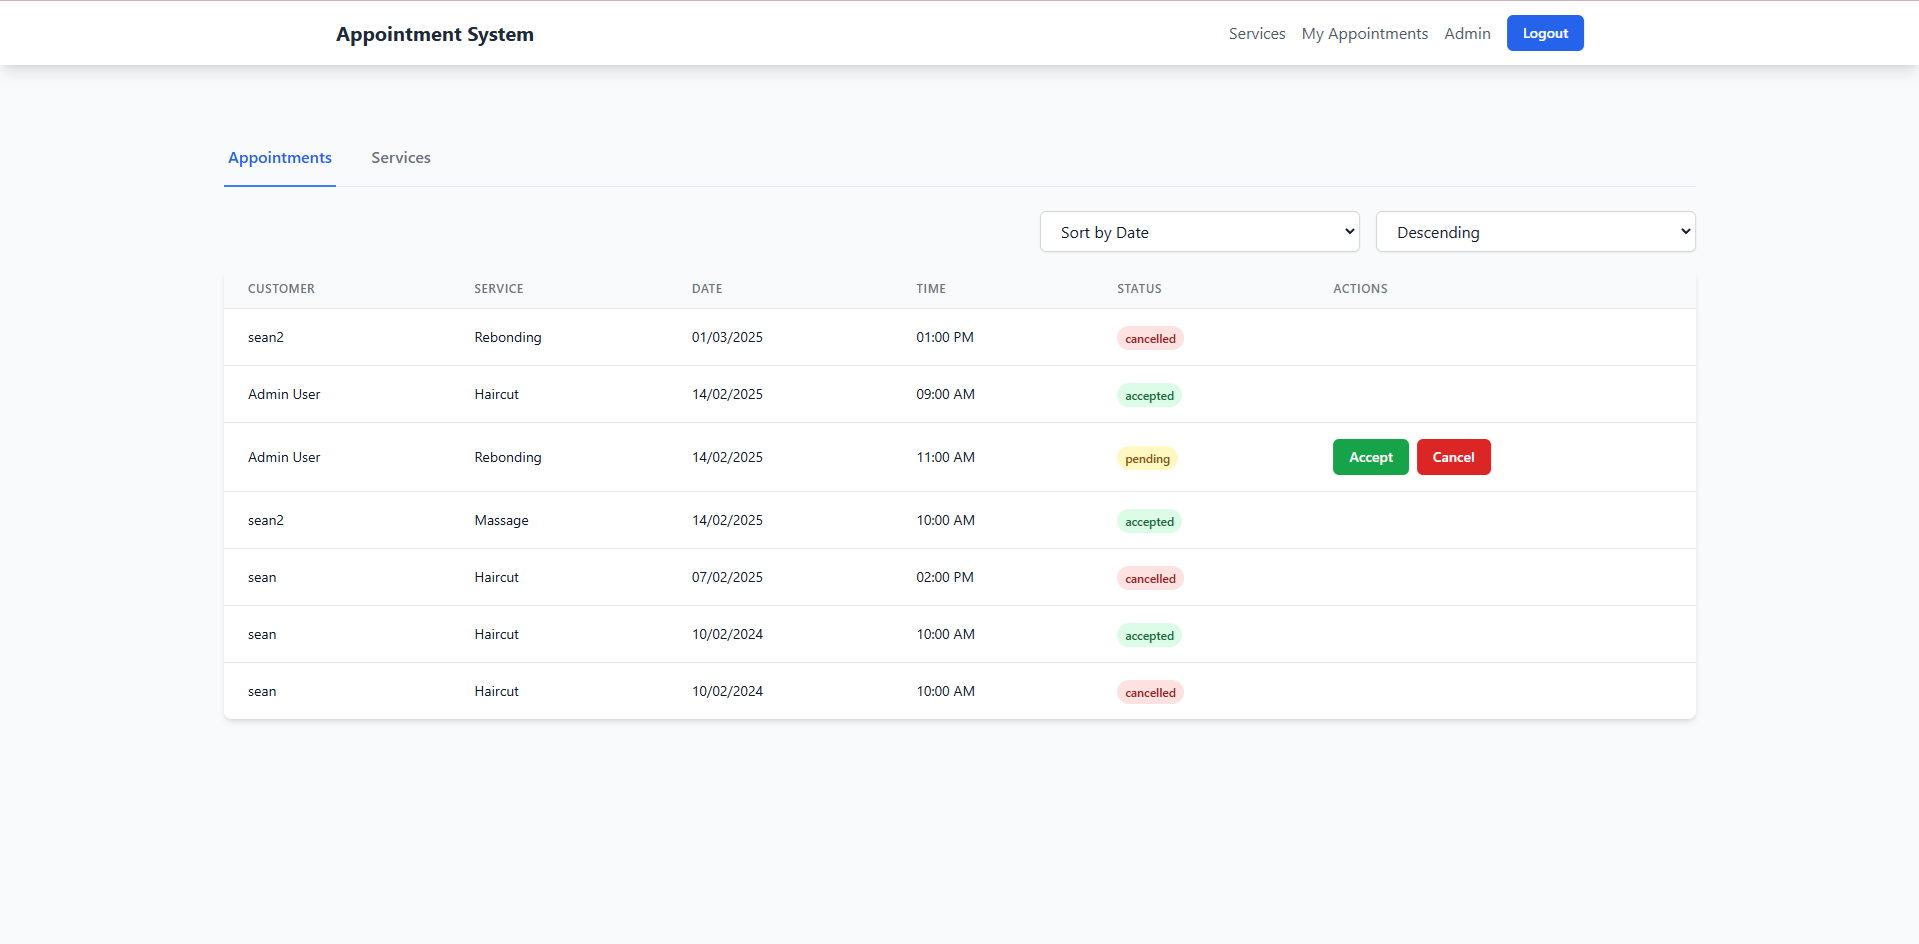 Appointment System Services My Appointments Admin Logout
Appointments Services
Sort by Date Descending
CUSTOMER SERVICE DATE TIME STATUS ACTIONS
sean2 Rebonding 01/03/2025 01:00 PM cancelled
Admin User Haircut 14/02/2025 09:00 AM accepted
Admin User Rebonding 14/02/2025 11:00 AM pending Accept Cancel
sean2 Massage 14/02/2025 10:00 AM accepted
sean Haircut 07/02/2025 02:00 PM cancelled
sean Haircut 10/02/2024 10:00 AM accepted
sean Haircut 10/02/2024 10:00 AM cancelled